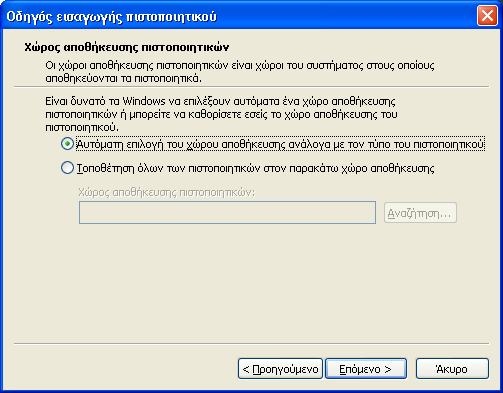 Οδηγός εισαγωγής πιστοποιητικού
Χώρος αποθήκευσης πιστοποιητικών
Οι χώροι αποθήκευσης πιστοποιητικών είναι χώροι του συστήματος στους οποίους
αποθηκεύονται τα πιστοποιητικά.
Είναι δυνατό τα Windows να επιλέξουν αυτόματα ένα χώρο αποθήκευσης
πιστοποιητικών ή μπορείτε να καθορίσετε εσείς το χώρο αποθήκευσης του
πιστοποιητικού.
Αυτόματη επιλογή του χώρου αποθήκευσης ανάλογα με τον τύπο του πιστοποιητικού
Τοποθέτηση όλων των πιστοποιητικών στον παρακάτω χώρο αποθήκευσης
Χώρος αποθήκευσης πιστοποιητικών:
Αναζήτηση...
< Προηγούμενο
Επόμενο >
Άκυρο